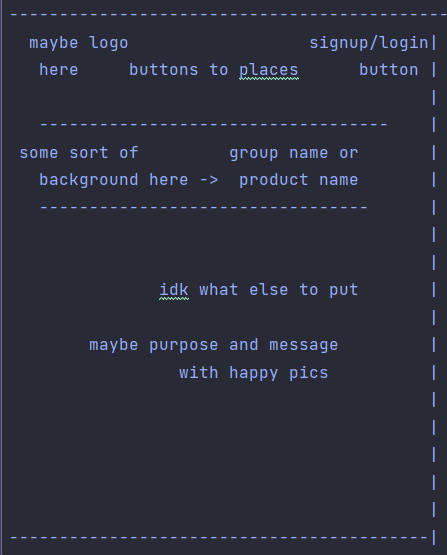 --------------------------------------------
maybe logo signup/login|
here buttons to places button |
|
----------------------------------- |
some sort of group name or |
background here -> product name |
--------------------------------- |
|
|
idk what else to put |
|
maybe purpose and message |
with happy pics |
|
|
|
|
|
------------------------------------------|